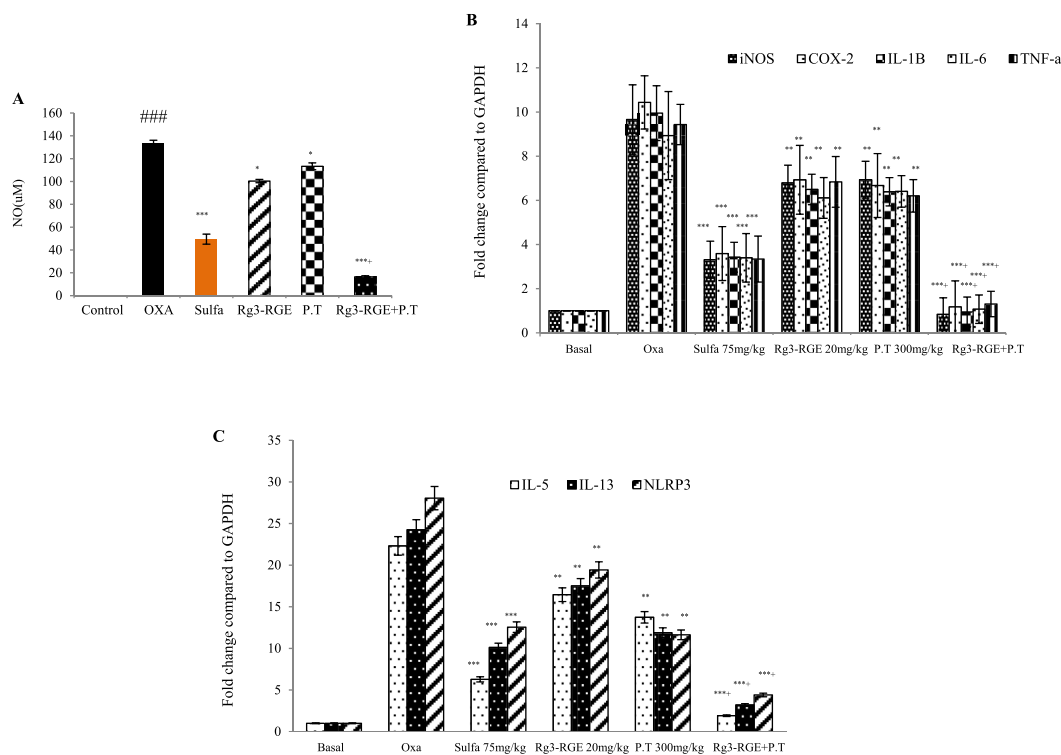 A
NO(uM)
160
140
120
100
80
60
40
20
0
###
***
*
*
***+
Control OXA Sulfa Rg3-RGE P.T Rg3-RGE+P.T
B
Fold change compared to GAPDH
14
12
10
8
6
4
2
0
iNOS COX-2 IL-1B IL-6 TNF-a
*** *** *** *** ***
** ** ** ** **
** ** ** ** **
***+ ***+ ***+ ***+ ***+
Basal Oxa Sulfa 75mg/kg Rg3-RGE 20mg/kg P.T 300mg/kg Rg3-RGE+P.T
C
Fold change compared to GAPDH
35
30
25
20
15
10
5
0
IL-5 IL-13 NLRP3
*** *** ***
** ** **
** ** **
***+ ***+ ***+
Basal Oxa Sulfa 75mg/kg Rg3-RGE 20mg/kg P.T 300mg/kg Rg3-RGE+P.T